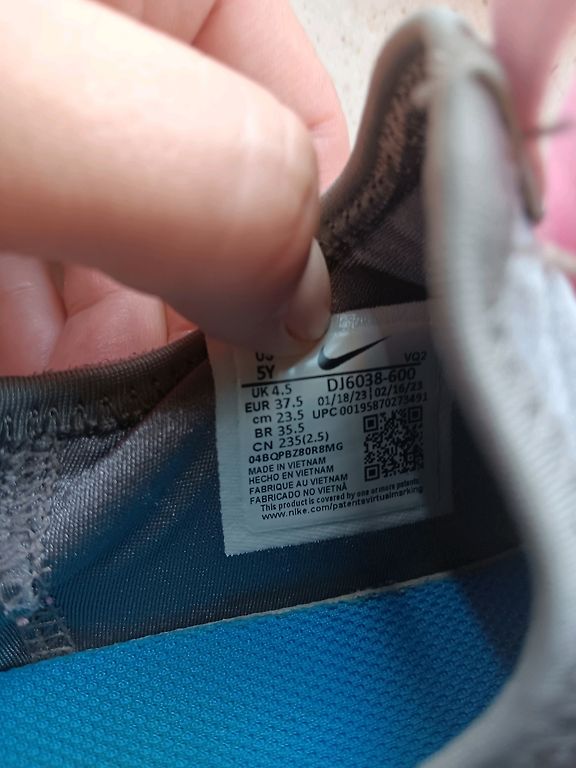 US
5Y
VQ2
UK 4.5
DJ6038-600
EUR 37.5
01/18/23 | 02/16/23
cm 23.5
UPC 00195870273491
BR 35.5
CN 235(2.5)
04BQPBZ80R8MG
MADE IN VIETNAM
HECHO EN VIETNAM
FABRIQUE AU VIETNAM
FABRICADO NO VIETNÃ
This product is covered by one or more patents
www.nike.com/patentsvirtualmarking